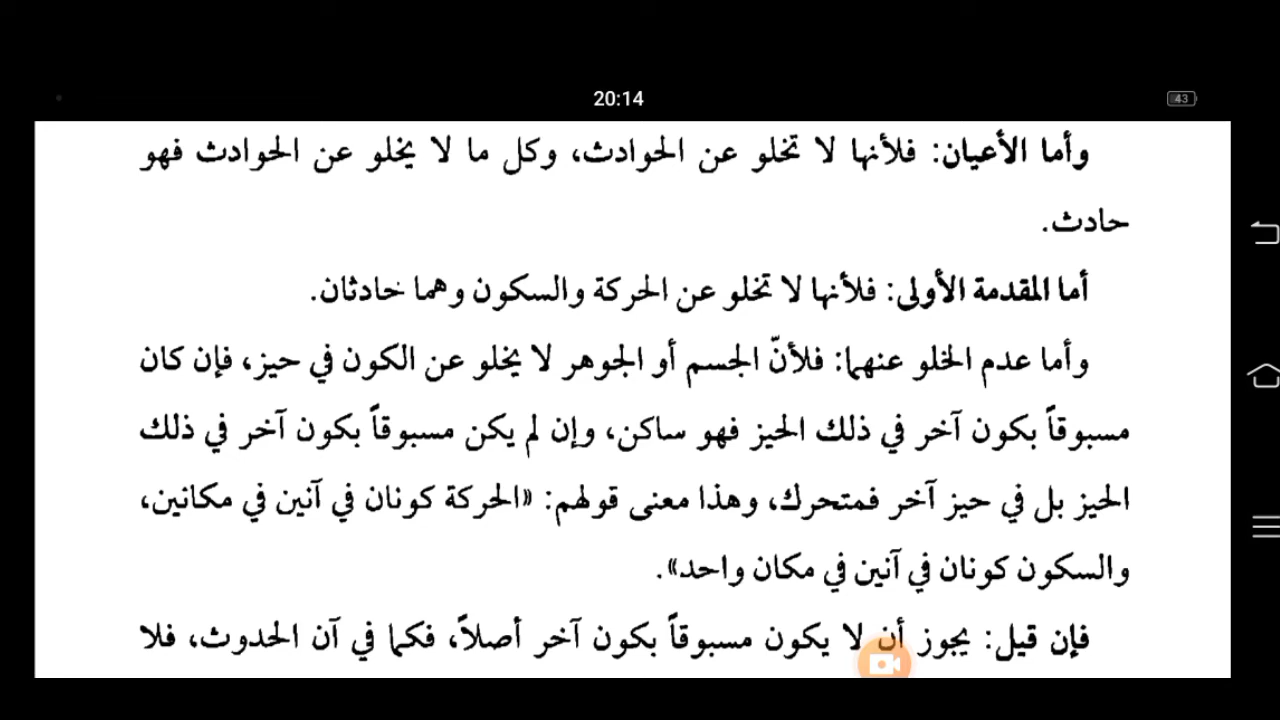 20:14
43
وأما الأعيان: فلأنها لا تخلو عن الحوادث، وكل ما لا يخلو عن الحوادث فهو
حادث.
أما المقدمة الأولى: فلأنها لا تخلو عن الحركة والسكون وهما حادثان.
وأما عدم الخلو عنهما: فلأنّ الجسم أو الجوهر لا يخلو عن الكون في حيز، فإن كان
مسبوقاً بكون آخر في ذلك الحيز فهو ساكن، وإن لم يكن مسبوقاً بكون آخر في ذلك
الحيز بل في حيز آخر فمتحرك، وهذا معنى قولهم: «الحركة كونان في آنين في مكانين،
والسكون كونان في آنين في مكان واحد».
فإن قيل: يجوز أن لا يكون مسبوقاً بكون آخر أصلاً، فكما في آن الحدوث، فلا